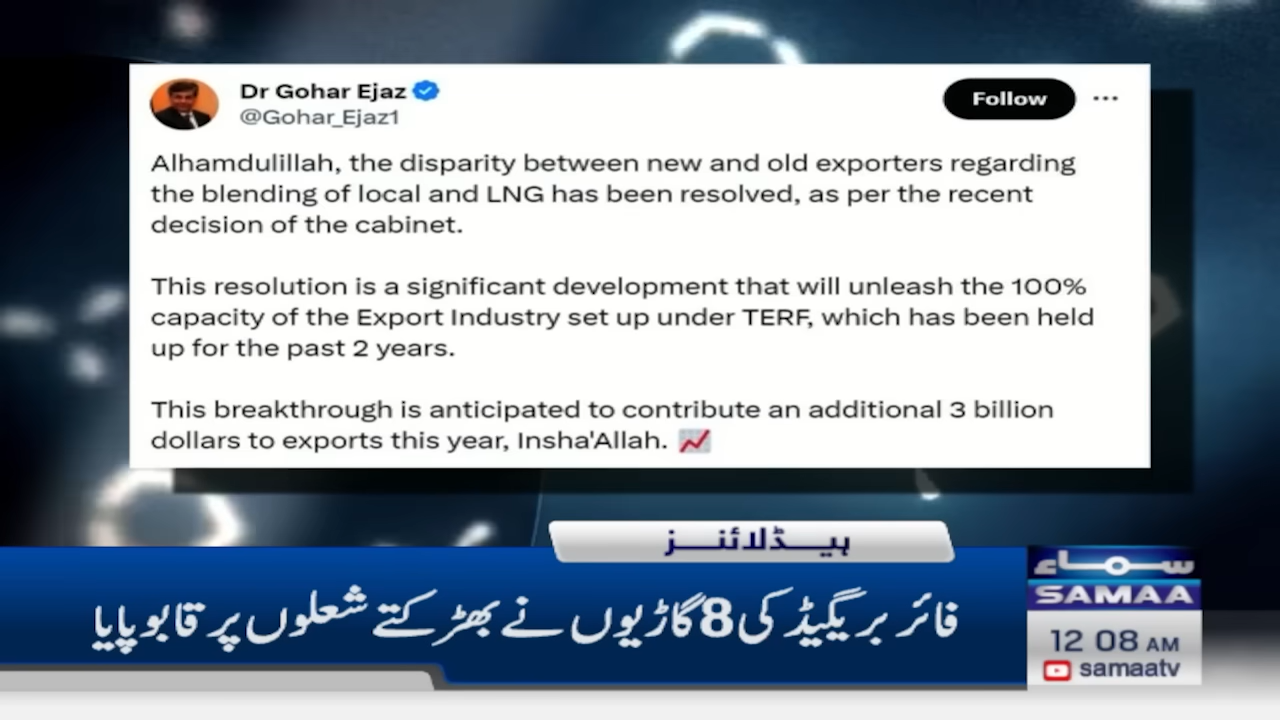 Dr Gohar Ejaz
@Gohar_Ejaz1
Follow
Alhamdulillah, the disparity between new and old exporters regarding
the blending of local and LNG has been resolved, as per the recent
decision of the cabinet.
This resolution is a significant development that will unleash the 100%
capacity of the Export Industry set up under TERF, which has been held
up for the past 2 years.
This breakthrough is anticipated to contribute an additional 3 billion
dollars to exports this year, Insha'Allah. 📈
ہیڈلائنز
فائر بریگیڈ کی 8 گاڑیوں نے بھڑکتے شعلوں پر قابو پایا
سماء
SAMAA
12 08 AM
samaatv